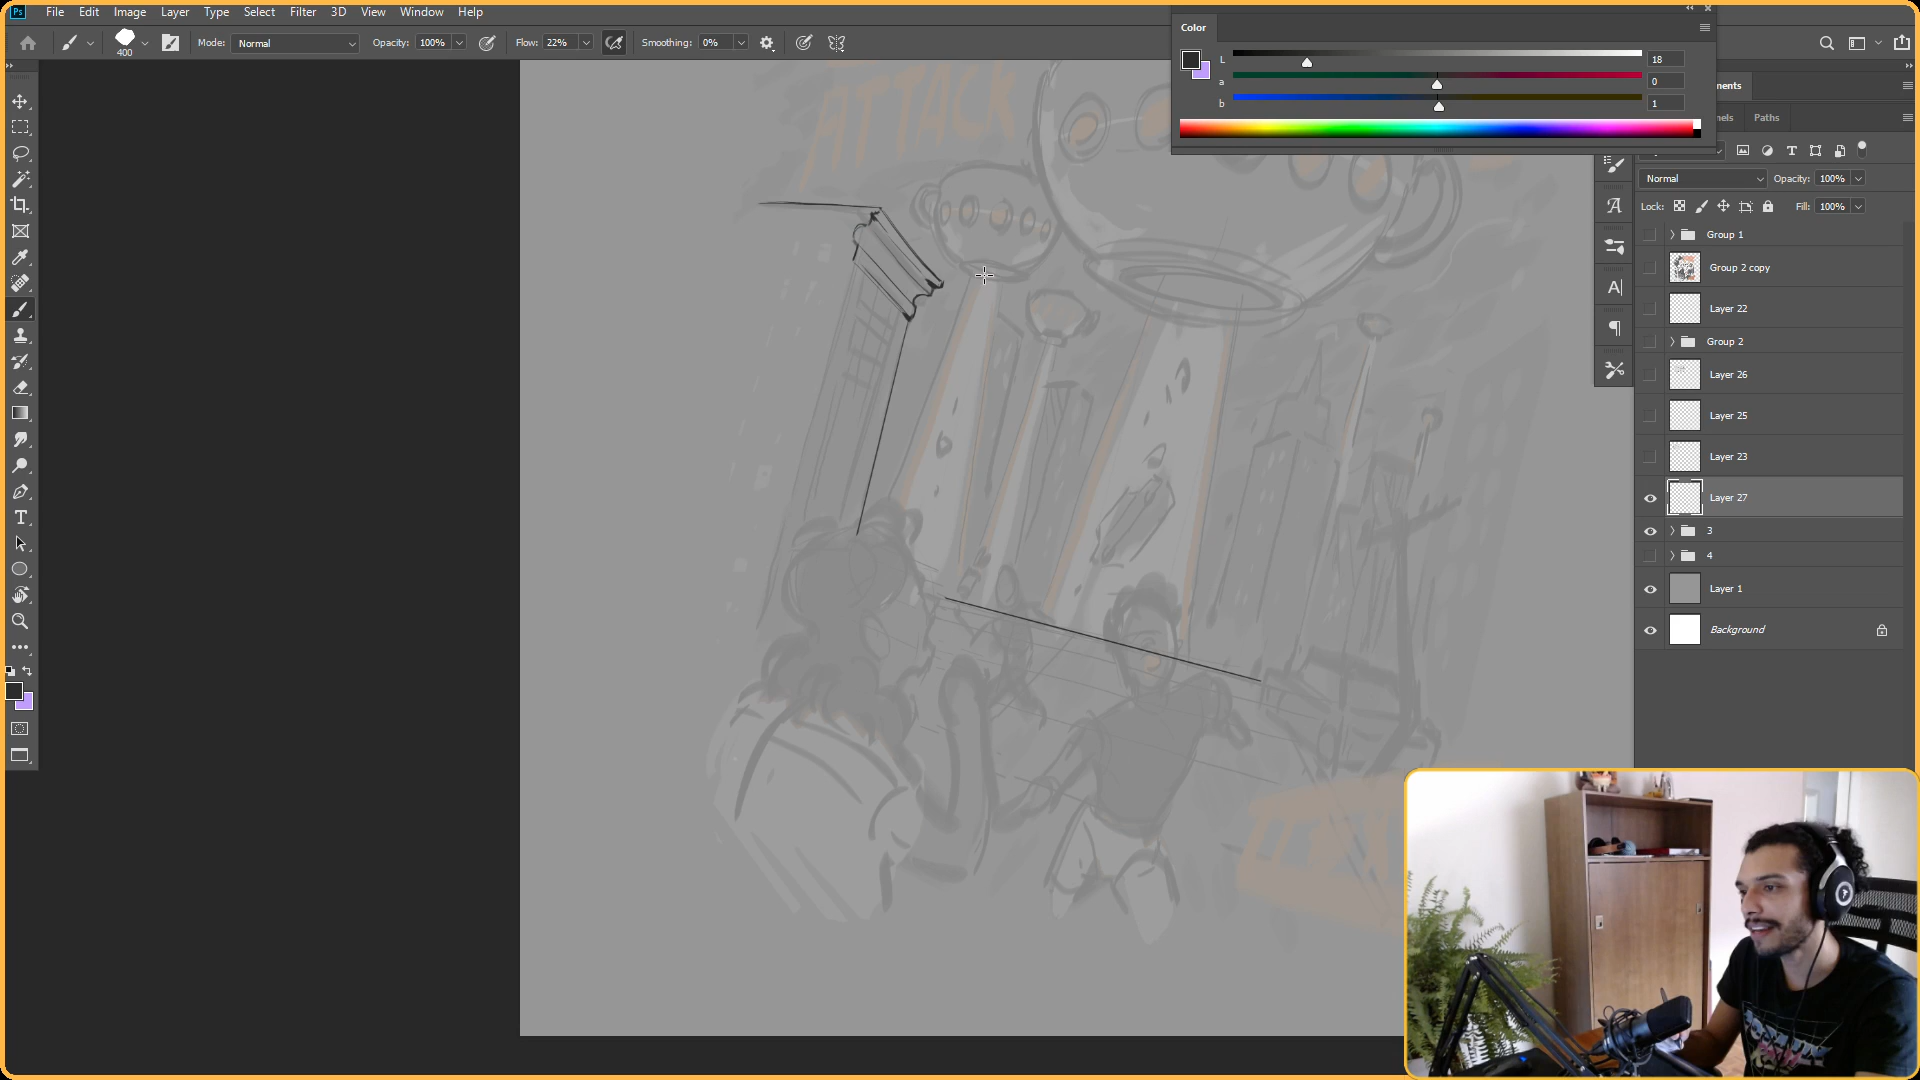 Ps File Edit Image Layer Type Select Filter 3D View Window Help
400 Mode: Normal Opacity: 100% Flow: 22% Smoothing: 0%
Color
L 18
a 0
b 1
Paths
Normal Opacity: 100%
Lock: Fill: 100%
Group 1
Group 2 copy
Layer 22
Group 2
Layer 26
Layer 25
Layer 23
Layer 27
3
4
Layer 1
Background
ATTACK